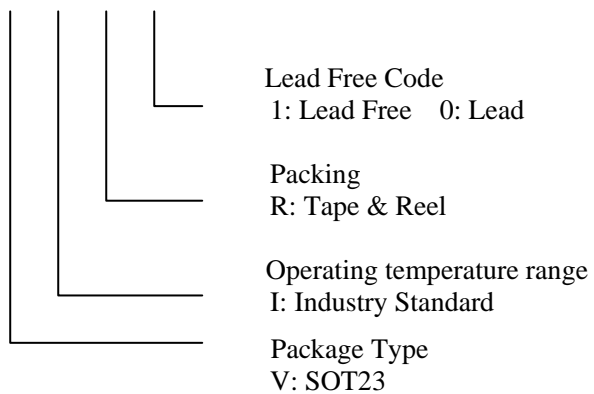 Lead Free Code
1: Lead Free 0: Lead
Packing
R: Tape & Reel
Operating temperature range
I: Industry Standard
Package Type
V: SOT23